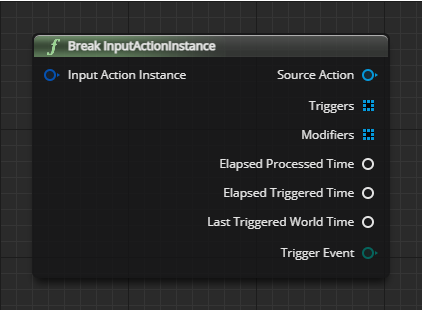 f Break InputActionInstance
Input Action Instance
Source Action
Triggers
Modifiers
Elapsed Processed Time
Elapsed Triggered Time
Last Triggered World Time
Trigger Event